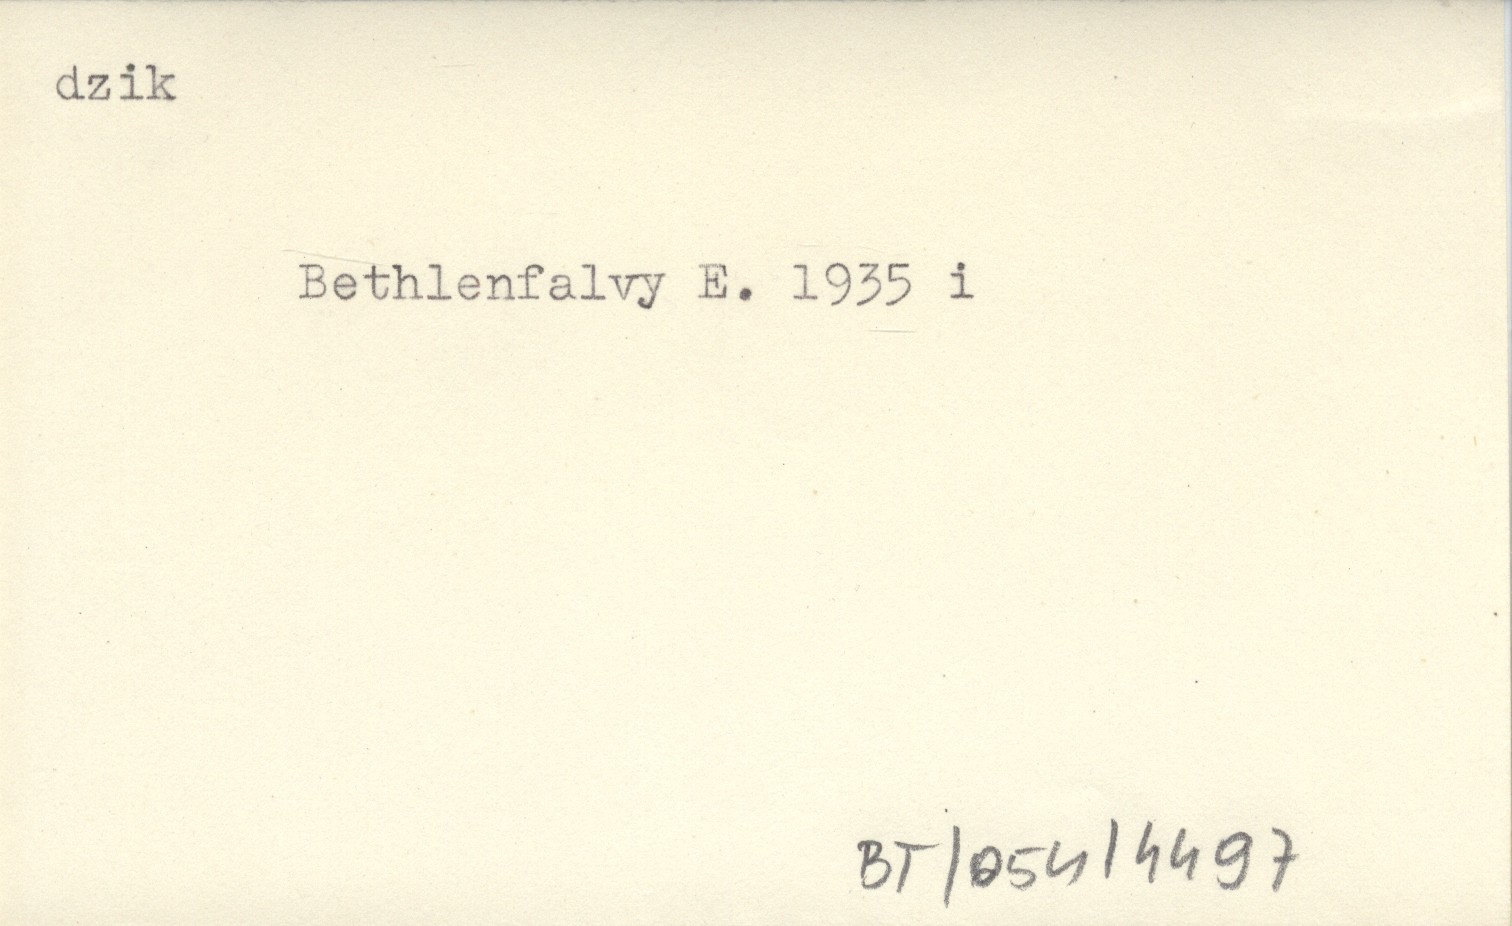 dzik
Bethlenfalvy E. 1935 i
BT/054/4497